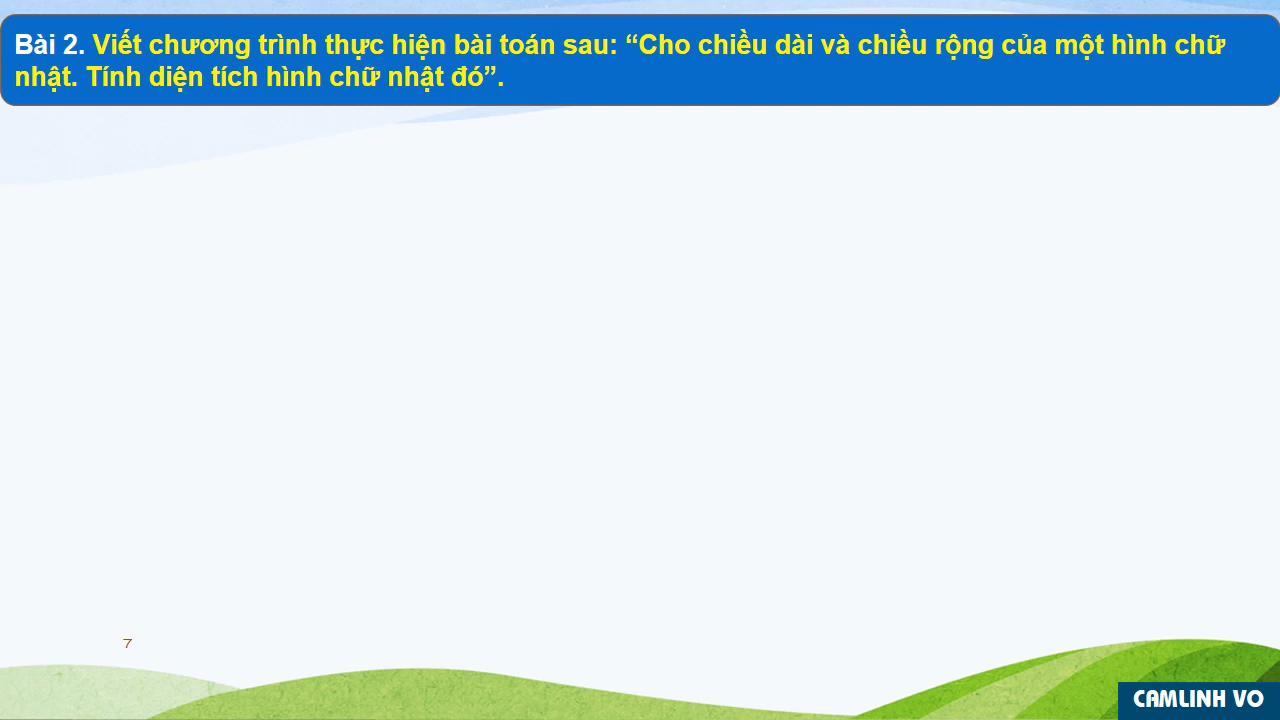 Bài 2. Viết chương trình thực hiện bài toán sau: “Cho chiều dài và chiều rộng của một hình chữ
nhật. Tính diện tích hình chữ nhật đó”.
7
CAMLINH VO